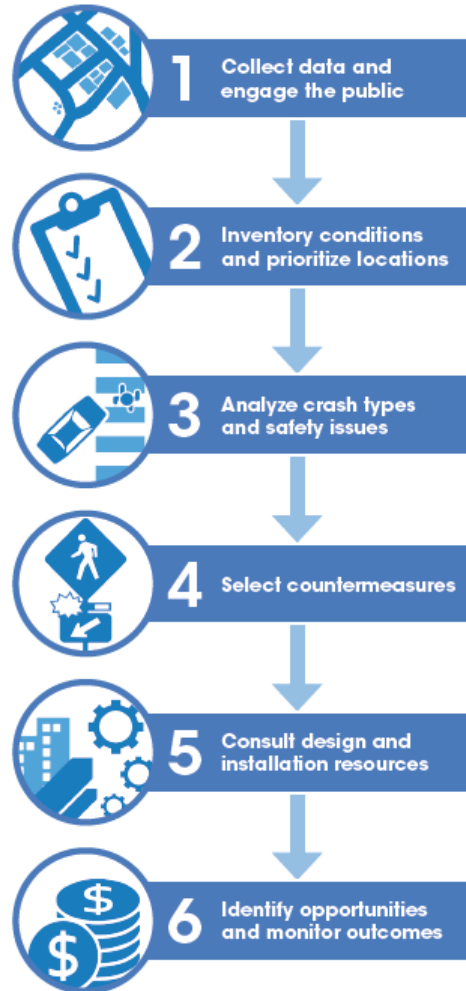 1
Collect data and
engage the public
2
Inventory conditions
and prioritize locations
3
Analyze crash types
and safety issues
4
Select countermeasures
5
Consult design and
installation resources
$
$
6
Identify opportunities
and monitor outcomes